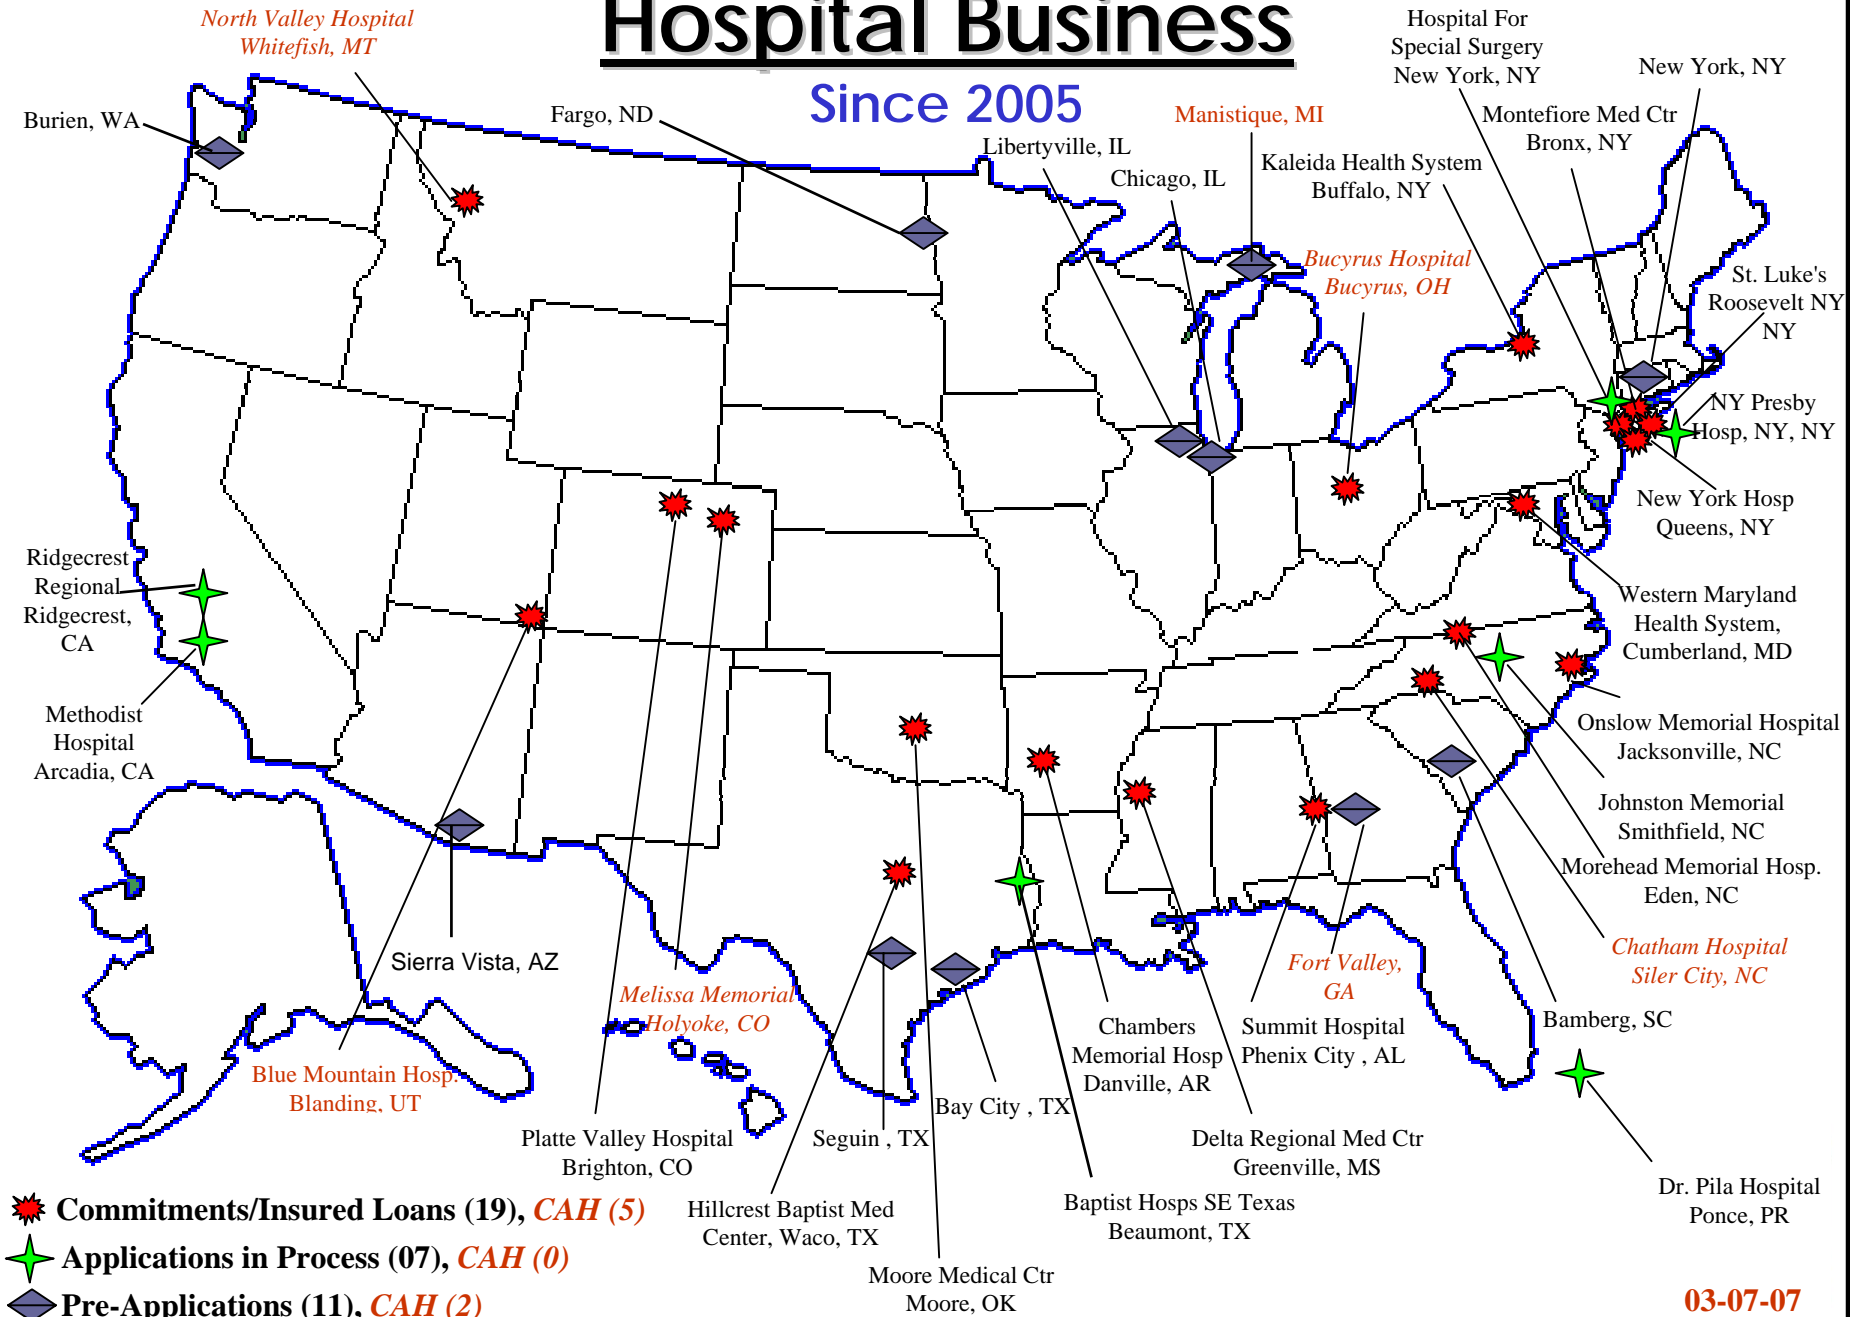 Hospital Business
Since 2005
North Valley Hospital
Whitefish, MT
Burien, WA
Fargo, ND
Libertyville, IL
Chicago, IL
Manistique, MI
Kaleida Health System
Buffalo, NY
Hospital For
Special Surgery
New York, NY
Montefiore Med Ctr
Bronx, NY
New York, NY
Bucyrus Hospital
Bucyrus, OH
St. Luke's
Roosevelt NY
NY
NY Presby
Hosp, NY, NY
New York Hosp
Queens, NY
Western Maryland
Health System,
Cumberland, MD
Onslow Memorial Hospital
Jacksonville, NC
Johnston Memorial
Smithfield, NC
Morehead Memorial Hosp.
Eden, NC
Chatham Hospital
Siler City, NC
Bamberg, SC
Dr. Pila Hospital
Ponce, PR
Ridgecrest
Regional
Ridgecrest,
CA
Methodist
Hospital
Arcadia, CA
Sierra Vista, AZ
Blue Mountain Hosp.
Blanding, UT
Melissa Memorial
Holyoke, CO
Platte Valley Hospital
Brighton, CO
Seguin , TX
Bay City , TX
Hillcrest Baptist Med
Center, Waco, TX
Moore Medical Ctr
Moore, OK
Baptist Hosps SE Texas
Beaumont, TX
Chambers
Memorial Hosp
Danville, AR
Delta Regional Med Ctr
Greenville, MS
Summit Hospital
Phenix City , AL
Fort Valley,
GA
Commitments/Insured Loans (19), CAH (5)
Applications in Process (07), CAH (0)
Pre-Applications (11), CAH (2)
03-07-07